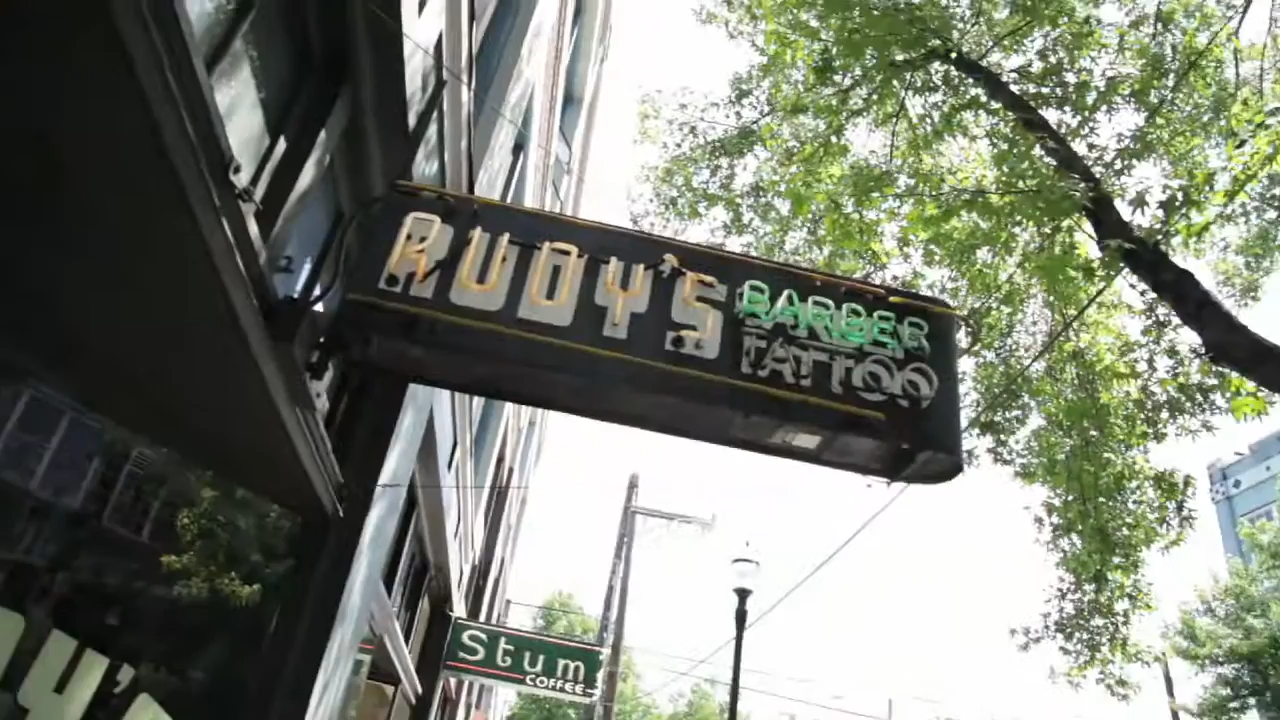 RUDY'S
BARBER
TATTOO
Stum
COFFEE
y's